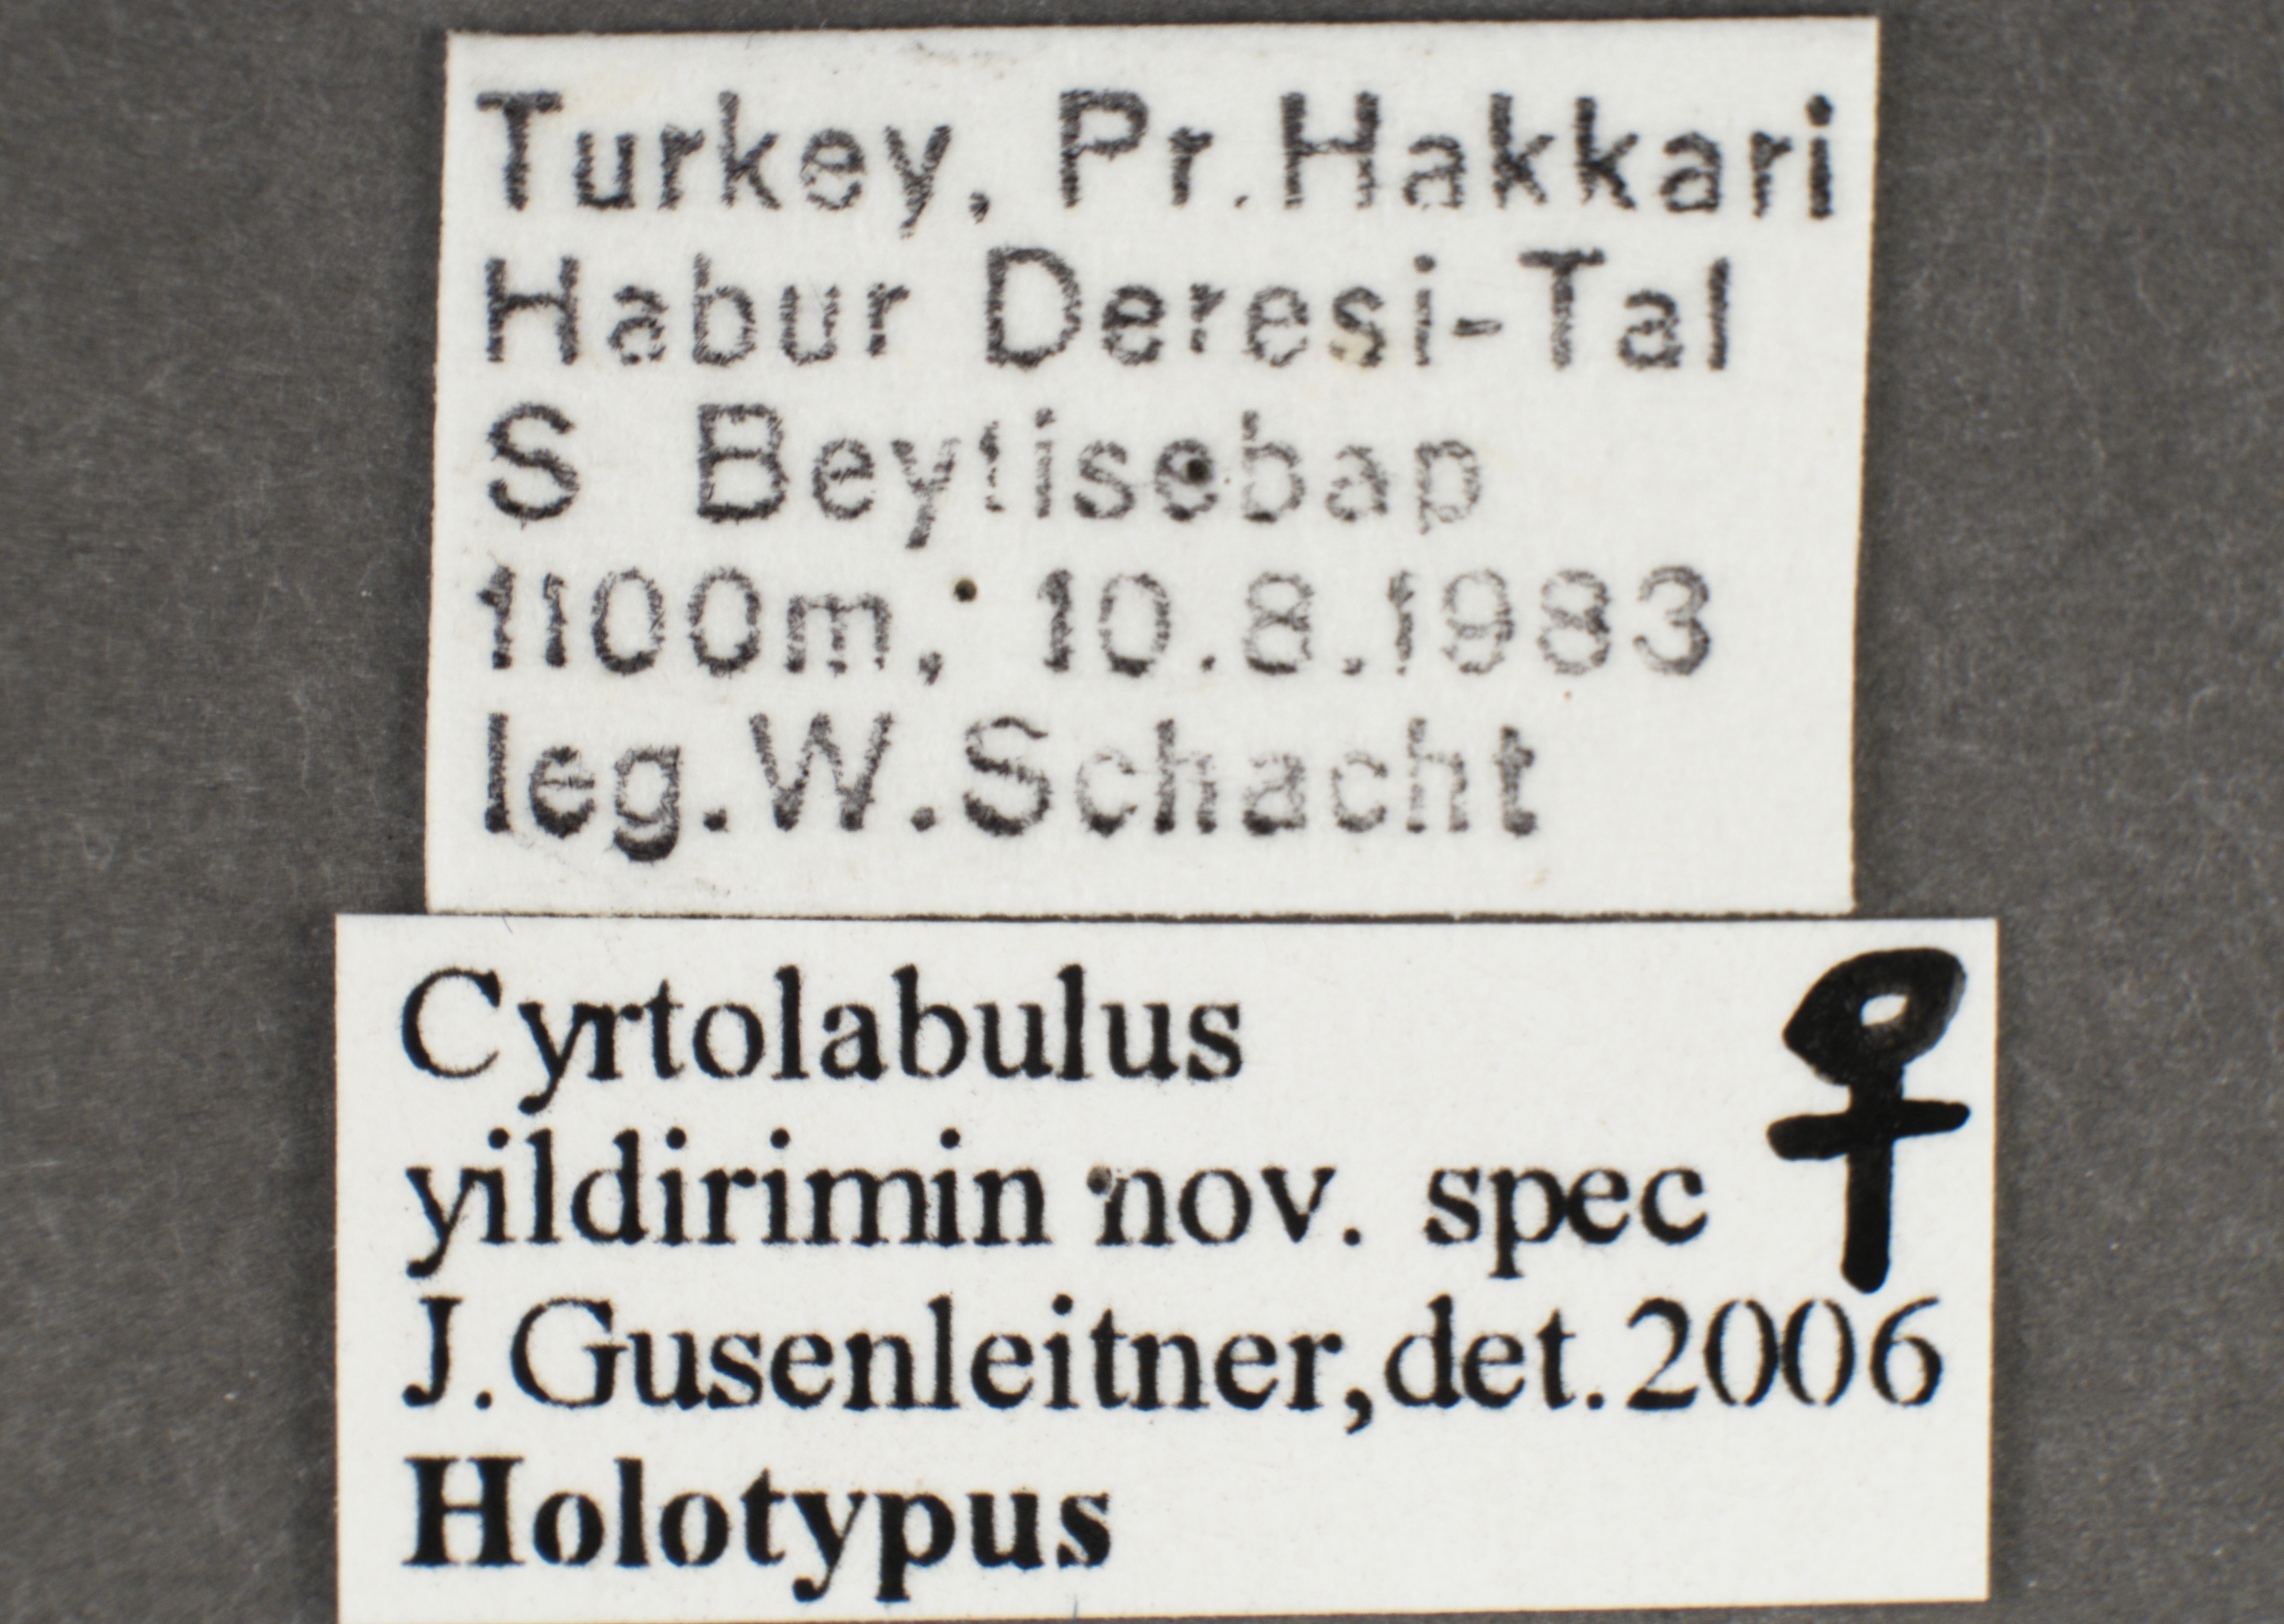 Turkey, Pr.Hakkari
Habur Deresi-Tal
S Beytisebap
1100m, 10.8.1983
leg.W.Schacht
Cyrtolabulus ♀
yildirimin nov. spec
J.Gusenleitner,det.2006
Holotypus